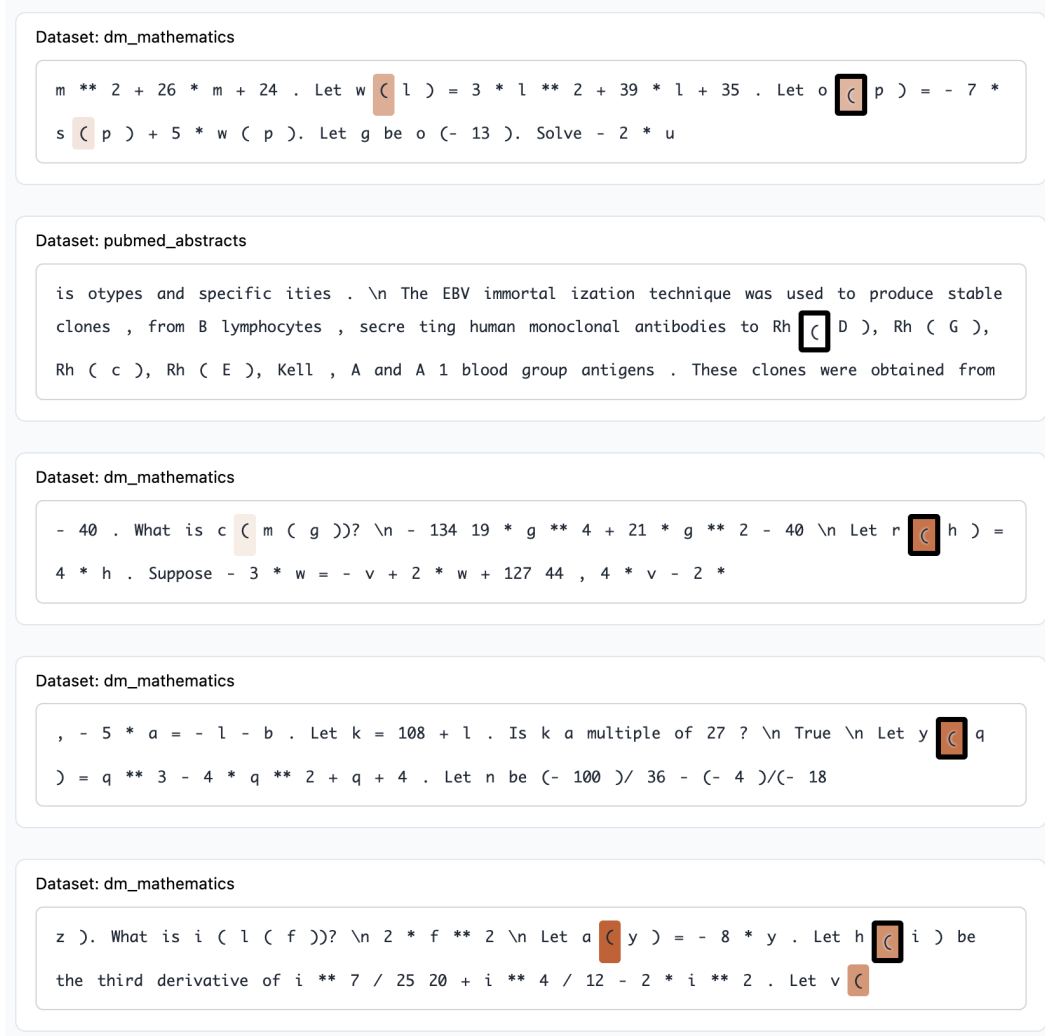 Dataset: dm_mathematics
m ** 2 + 26 * m + 24 . Let w ( l ) = 3 * l ** 2 + 39 * l + 35 . Let o ( p ) = - 7 *
s ( p ) + 5 * w ( p ). Let g be o (- 13 ). Solve - 2 * u
Dataset: pubmed_abstracts
is otypes and specific ities . \n The EBV immortal ization technique was used to produce stable
clones , from B lymphocytes , secre ting human monoclonal antibodies to Rh ( D ), Rh ( G ),
Rh ( c ), Rh ( E ), Kell , A and A 1 blood group antigens . These clones were obtained from
Dataset: dm_mathematics
- 40 . What is c ( m ( g ))? \n - 134 19 * g ** 4 + 21 * g ** 2 - 40 \n Let r ( h ) =
4 * h . Suppose - 3 * w = - v + 2 * w + 127 44 , 4 * v - 2 *
Dataset: dm_mathematics
, - 5 * a = - l - b . Let k = 108 + l . Is k a multiple of 27 ? \n True \n Let y ( q
) = q ** 3 - 4 * q ** 2 + q + 4 . Let n be (- 100 )/ 36 - (- 4 )/(- 18
Dataset: dm_mathematics
z ). What is i ( l ( f ))? \n 2 * f ** 2 \n Let a ( y ) = - 8 * y . Let h ( i ) be
the third derivative of i ** 7 / 25 20 + i ** 4 / 12 - 2 * i ** 2 . Let v (